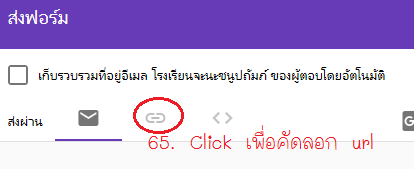 ส่งฟอร์ม
เก็บรวบรวมที่อยู่อีเมล โรงเรียนจะนะชนูปถัมภ์ ของผู้ตอบโดยอัตโนมัติ
ส่งผ่าน
65. Click เพื่อคัดลอก url